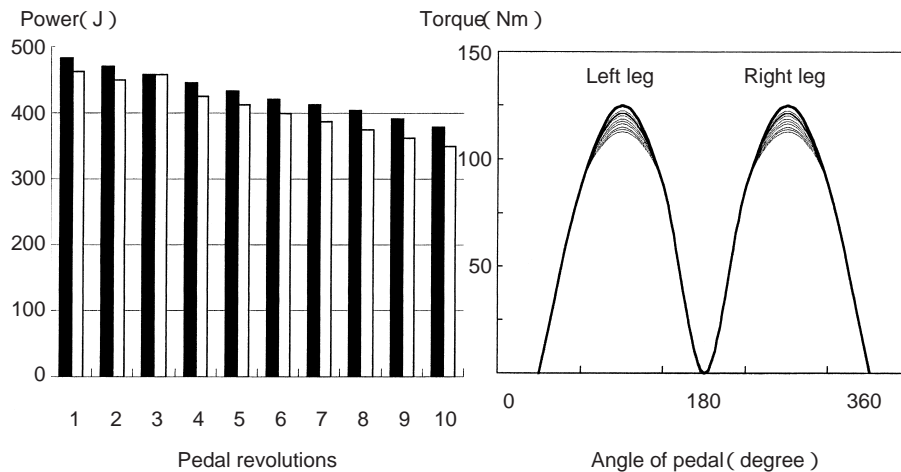 Power( J )
500
400
300
200
100
0
1 2 3 4 5 6 7 8 9 10
Pedal revolutions
Torque( Nm )
150
100
50
Left leg Right leg
0 180 360
Angle of pedal( degree )